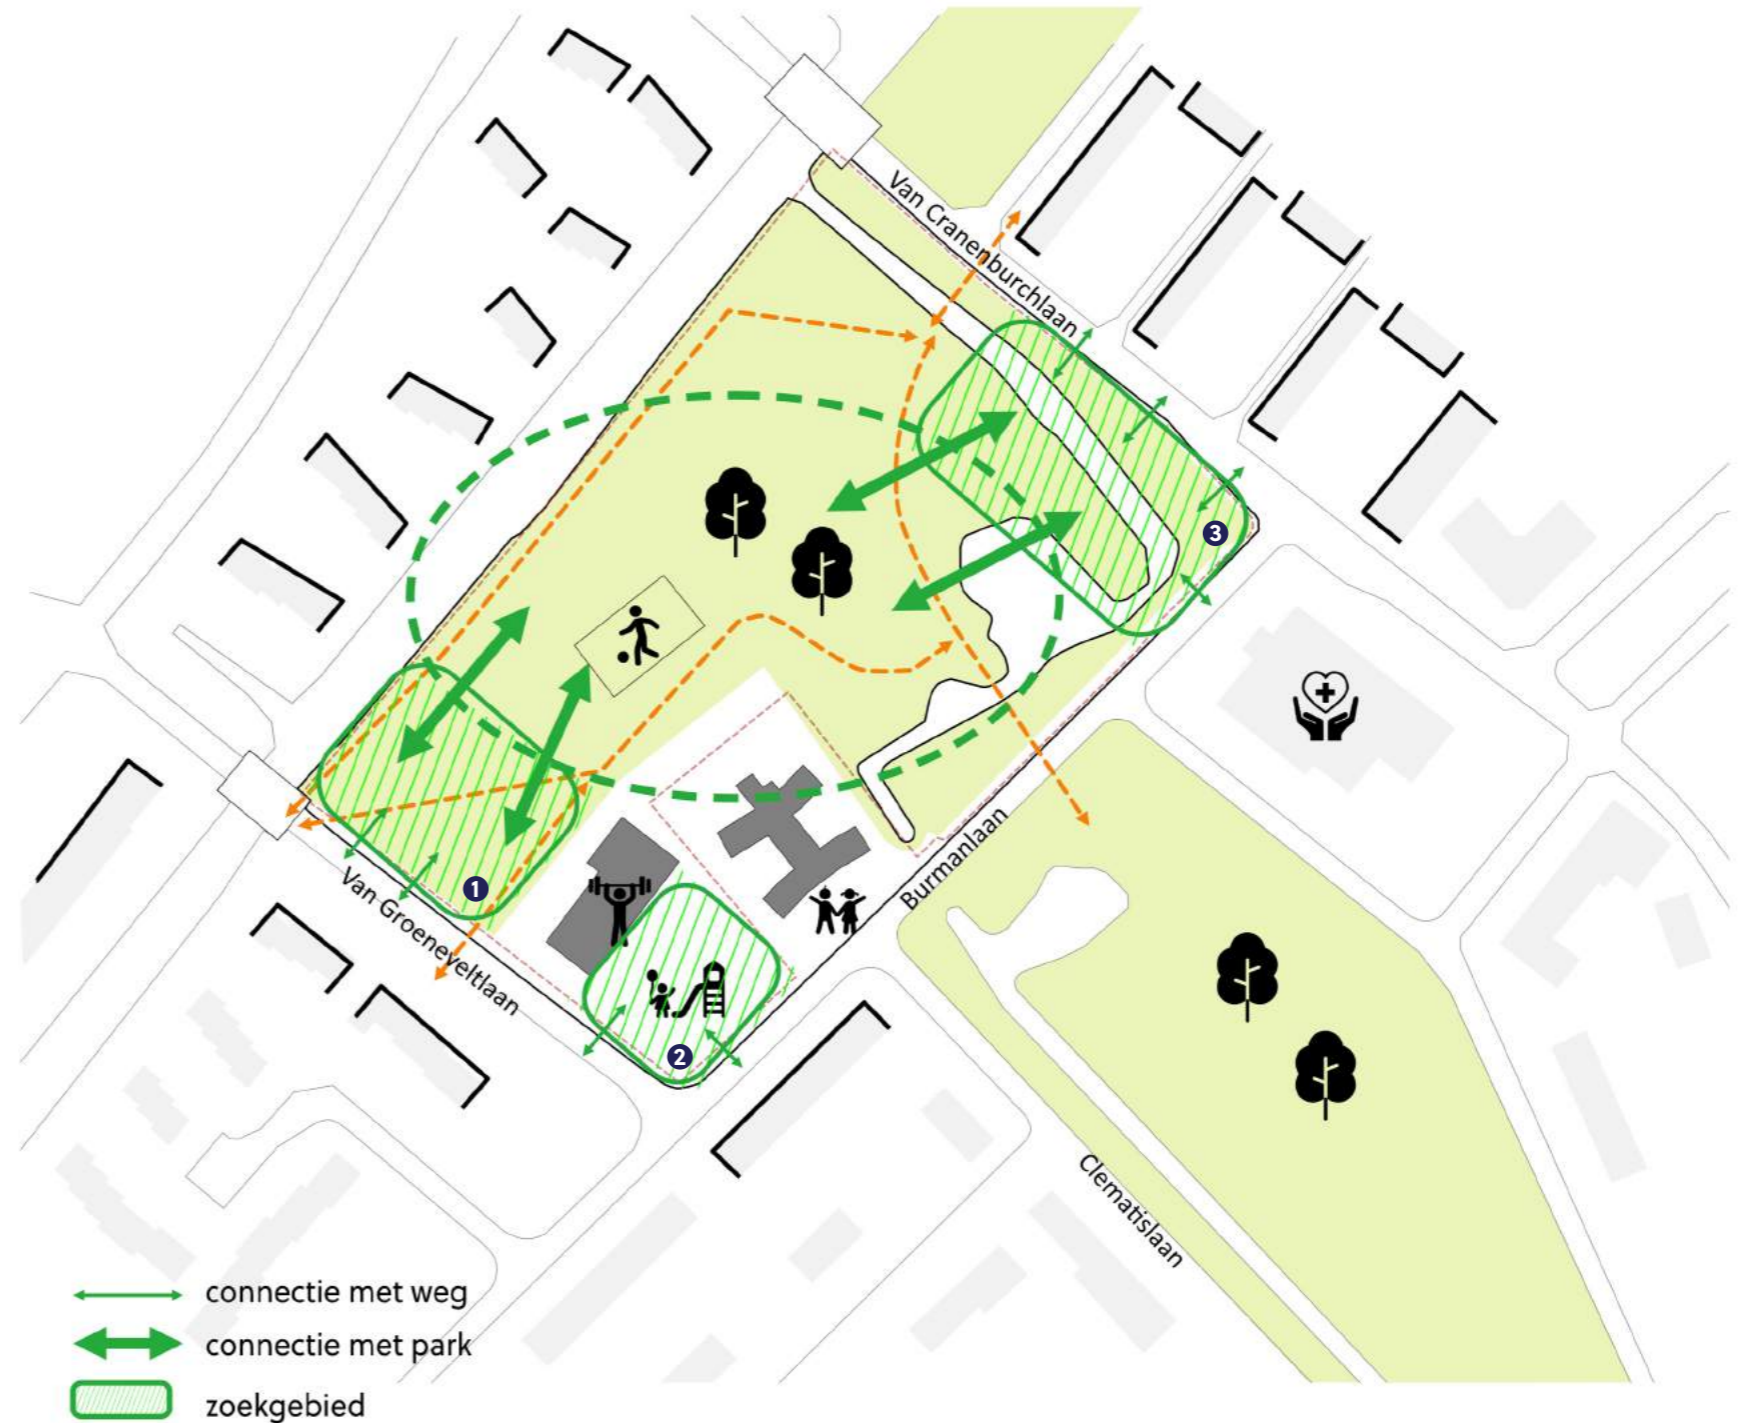 Van Cranenburchlaan
3
Burmanlaan
1
Van Groeneveltlaan
2
Clematislaan
connectie met weg
connectie met park
zoekgebied